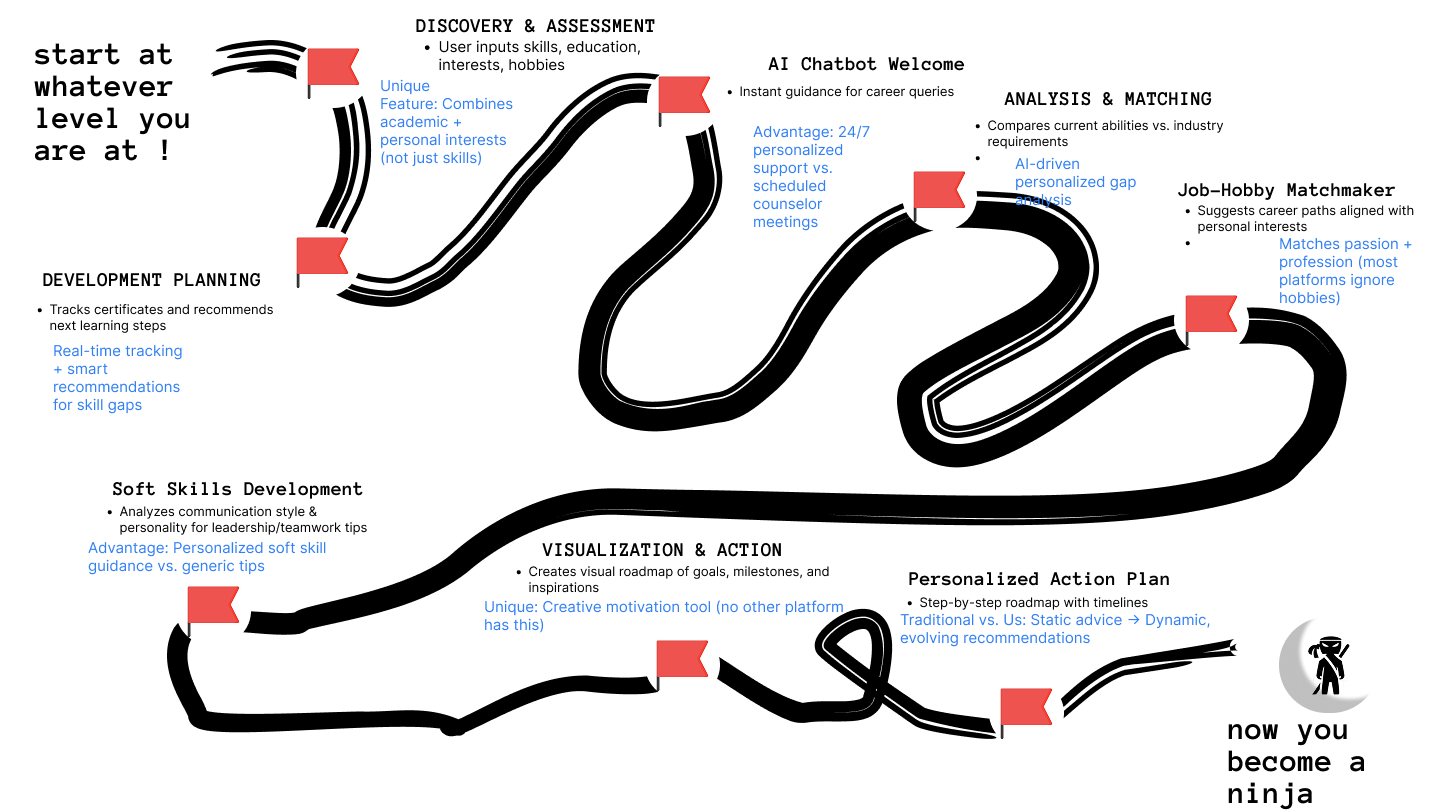 start at
whatever
level you
are at !
DISCOVERY & ASSESSMENT
• User inputs skills, education,
interests, hobbies
Unique
Feature: Combines
academic +
personal interests
(not just skills)
DEVELOPMENT PLANNING
• Tracks certificates and recommends
next learning steps
Real-time tracking
+ smart
recommendations
for skill gaps
AI Chatbot Welcome
• Instant guidance for career queries
Advantage: 24/7
personalized
support vs.
scheduled
counselor
meetings
ANALYSIS & MATCHING
• Compares current abilities vs. industry
requirements
•
AI-driven
personalized gap
analysis
Job-Hobby Matchmaker
• Suggests career paths aligned with
personal interests
•
Matches passion +
profession (most
platforms ignore
hobbies)
Soft Skills Development
• Analyzes communication style &
personality for leadership/teamwork tips
Advantage: Personalized soft skill
guidance vs. generic tips
VISUALIZATION & ACTION
• Creates visual roadmap of goals, milestones, and
inspirations
Unique: Creative motivation tool (no other platform
has this)
Personalized Action Plan
• Step-by-step roadmap with timelines
Traditional vs. Us: Static advice → Dynamic,
evolving recommendations
now you
become a
ninja